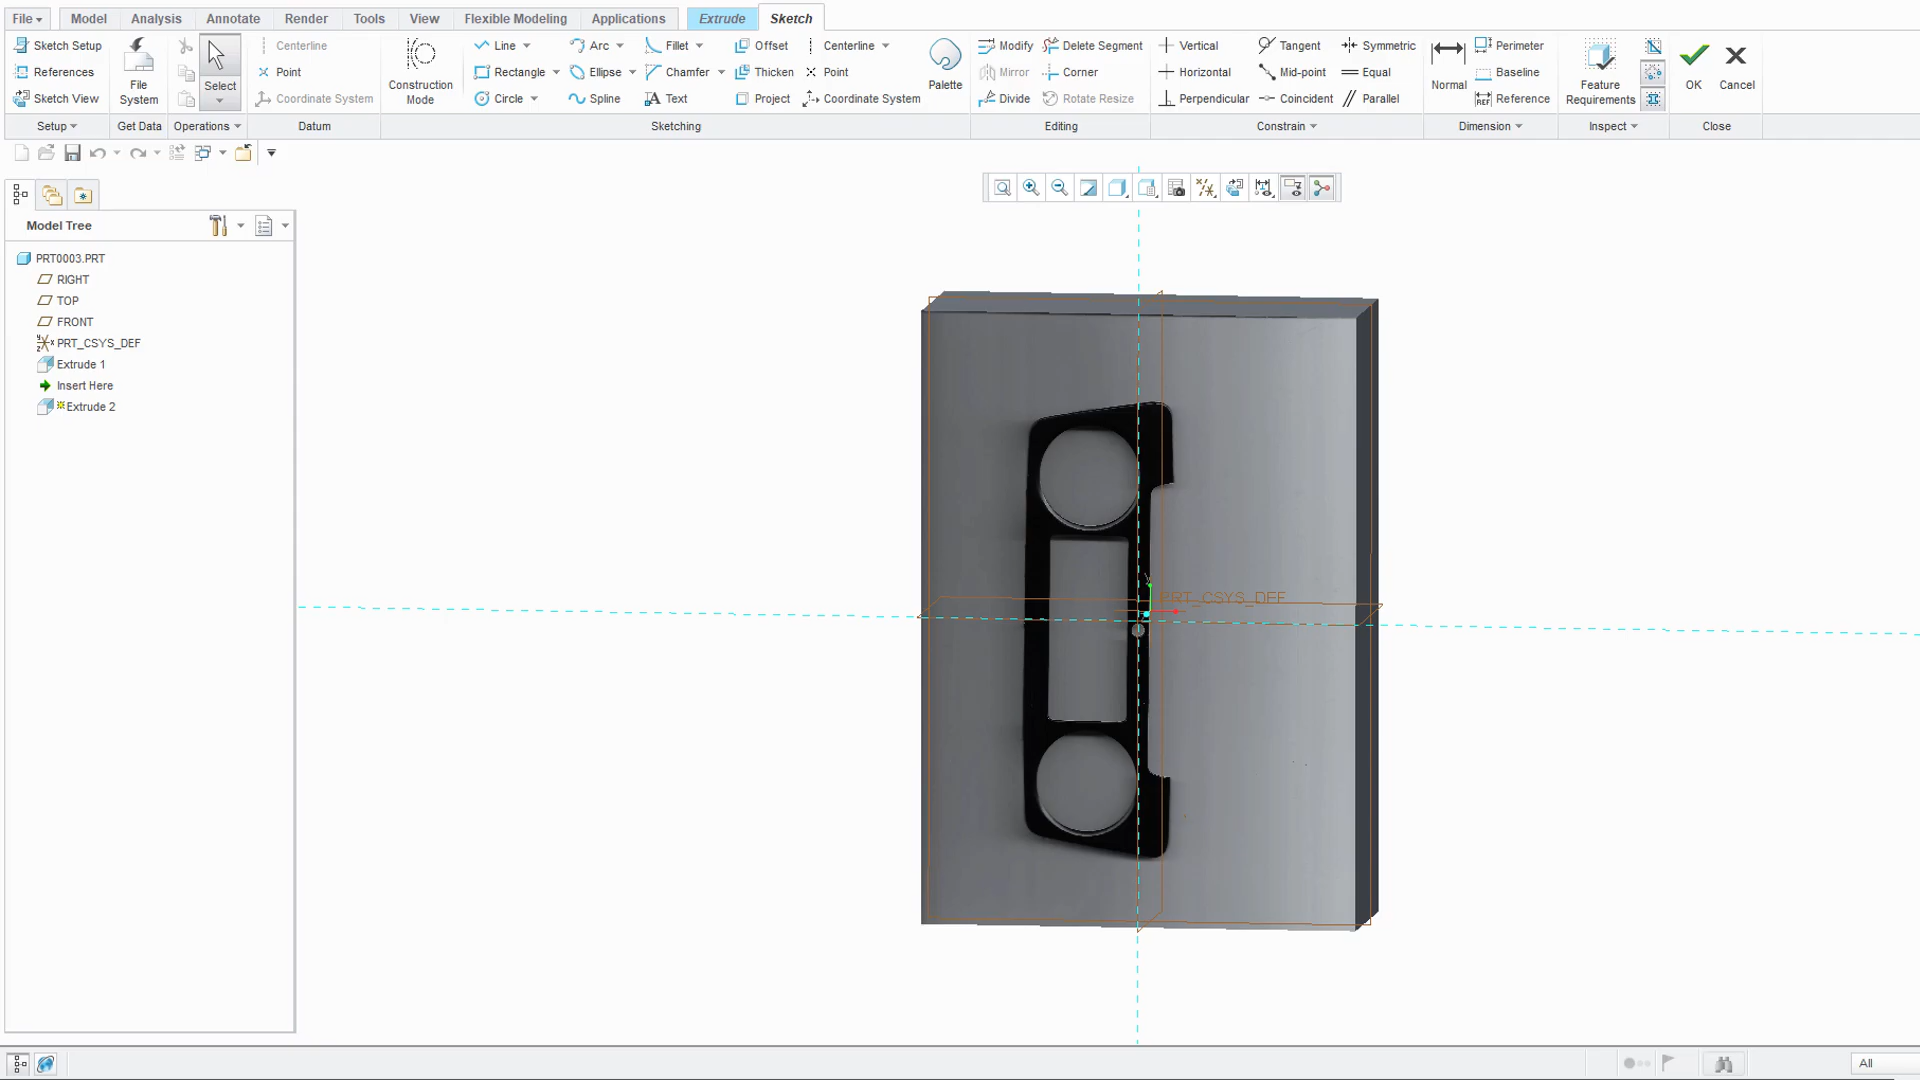 File Model Analysis Annotate Render Tools View Flexible Modeling Applications Extrude Sketch
Sketch Setup Centerline Line Arc Fillet Offset Centerline Modify Delete Segment Vertical Tangent Symmetric Perimeter
References Point Rectangle Ellipse Chamfer Thicken Point Mirror Corner Horizontal Mid-point Equal Baseline
Sketch View Coordinate System Circle Spline Text Project Coordinate System Divide Rotate Resize Perpendicular Coincident Parallel Reference
File System
Select
Construction Mode
Palette
Normal
REF
Feature Requirements
OK
Cancel
Setup Get Data Operations Datum Sketching Editing Constrain Dimension Inspect Close
Model Tree
PRT0003.PRT
RIGHT
TOP
FRONT
PRT_CSYS_DEF
Extrude 1
Insert Here
Extrude 2
Y
PRT_CSYS_DEF
All